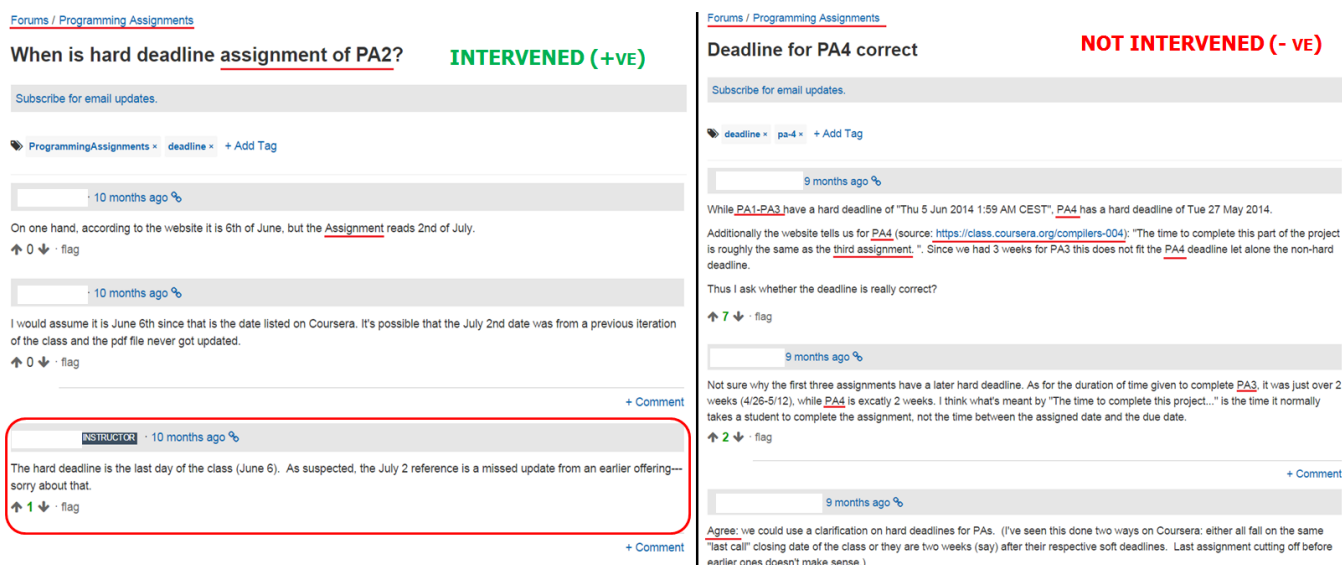 Forums / Programming Assignments
When is hard deadline assignment of PA2?
INTERVENED (+VE)
Subscribe for email updates.
ProgrammingAssignments × deadline × + Add Tag
· 10 months ago
On one hand, according to the website it is 6th of June, but the Assignment reads 2nd of July.
0 · flag
· 10 months ago
I would assume it is June 6th since that is the date listed on Coursera. It's possible that the July 2nd date was from a previous iteration
of the class and the pdf file never got updated.
0 · flag
+ Comment
INSTRUCTOR · 10 months ago
The hard deadline is the last day of the class (June 6). As suspected, the July 2 reference is a missed update from an earlier offering---
sorry about that.
1 · flag
+ Comment
Forums / Programming Assignments
Deadline for PA4 correct
NOT INTERVENED (- VE)
Subscribe for email updates.
deadline × pa-4 × + Add Tag
9 months ago
While PA1-PA3 have a hard deadline of "Thu 5 Jun 2014 1:59 AM CEST", PA4 has a hard deadline of Tue 27 May 2014.
Additionally the website tells us for PA4 (source: https://class.coursera.org/compilers-004): "The time to complete this part of the project
is roughly the same as the third assignment. ". Since we had 3 weeks for PA3 this does not fit the PA4 deadline let alone the non-hard
deadline.
Thus I ask whether the deadline is really correct?
7 · flag
9 months ago
Not sure why the first three assignments have a later hard deadline. As for the duration of time given to complete PA3, it was just over 2
weeks (4/26-5/12), while PA4 is excatly 2 weeks. I think what's meant by "The time to complete this project..." is the time it normally
takes a student to complete the assignment, not the time between the assigned date and the due date.
2 · flag
+ Comment
9 months ago
Agree: we could use a clarification on hard deadlines for PAs. (I've seen this done two ways on Coursera: either all fall on the same
"last call" closing date of the class or they are two weeks (say) after their respective soft deadlines. Last assignment cutting off before
earlier ones doesn't make sense.)